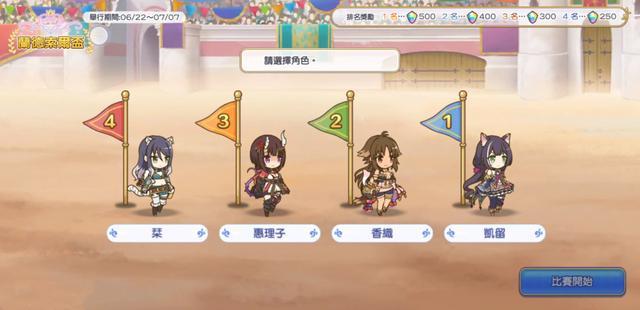 舉行期間:06/22～07/07
排名獎勵 1 名…500 2 名…400 3 名…300 4 名…250
蘭德索爾盃
請選擇角色。
4 3 2 1
栞 惠理子 香織 凱留
比賽開始